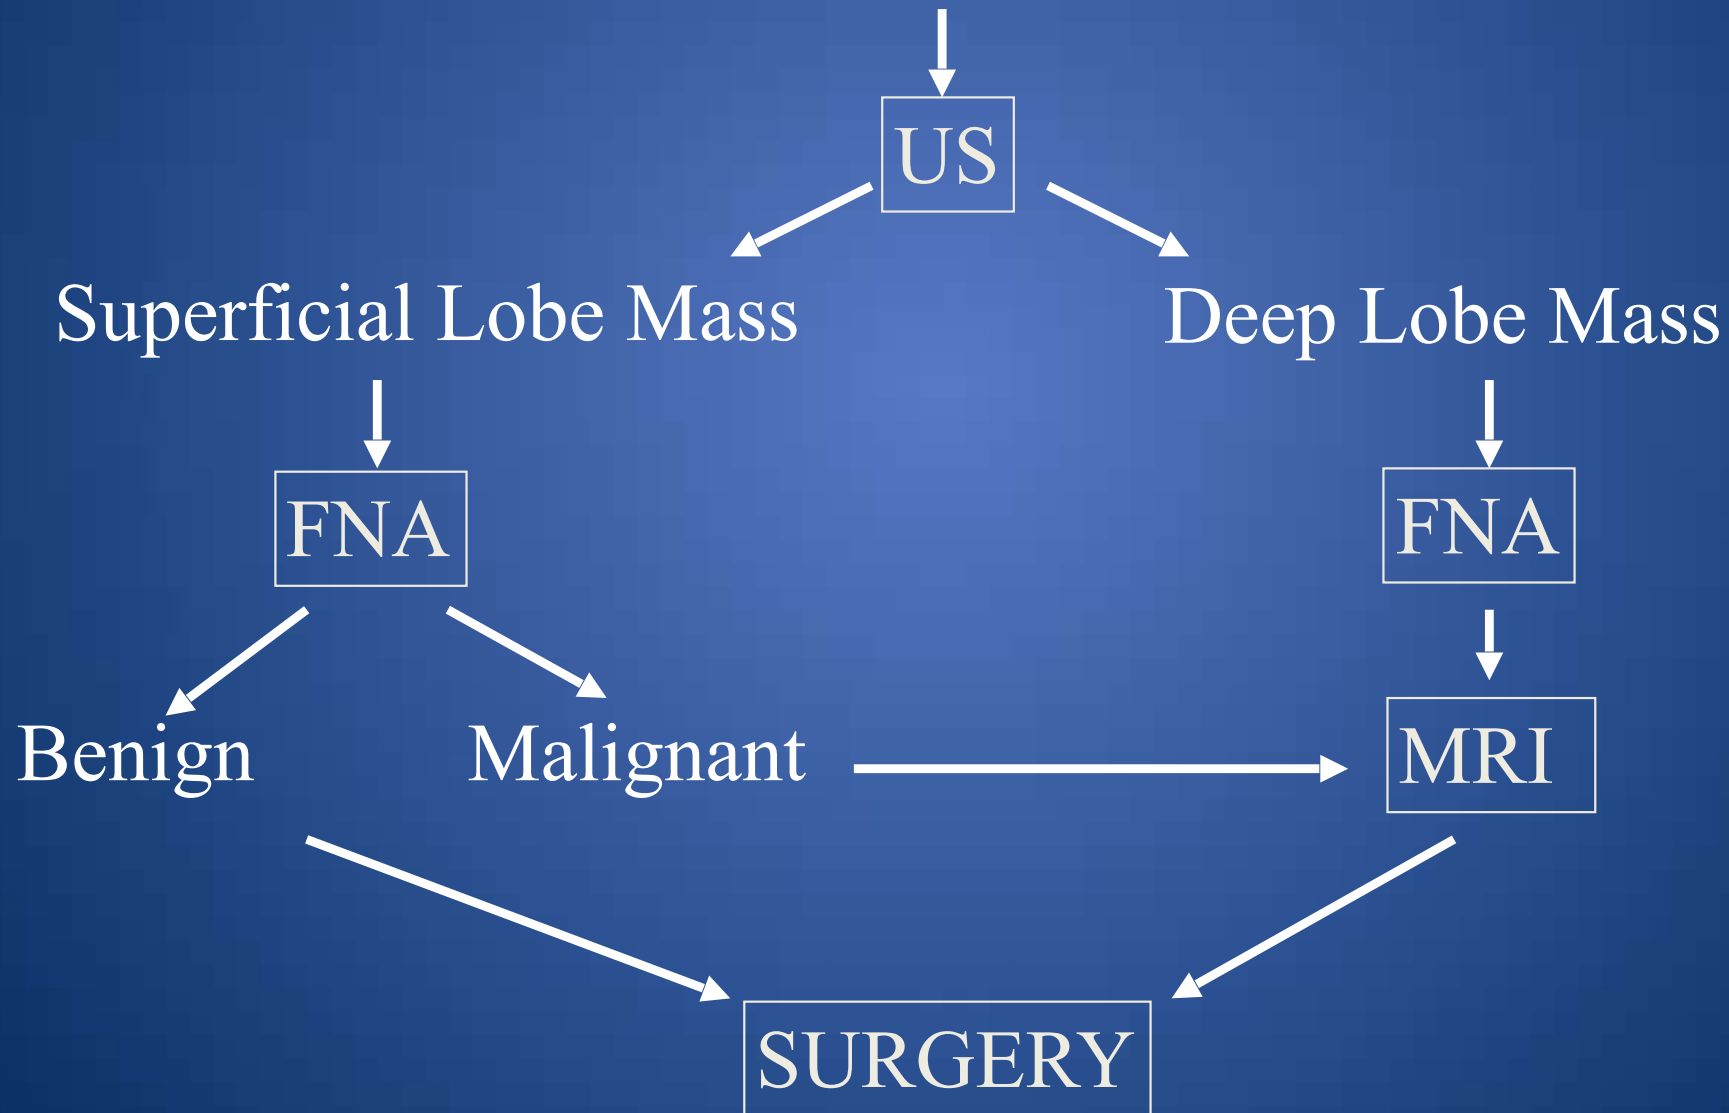 US
Superficial Lobe Mass
Deep Lobe Mass
FNA
FNA
Benign
Malignant
MRI
SURGERY